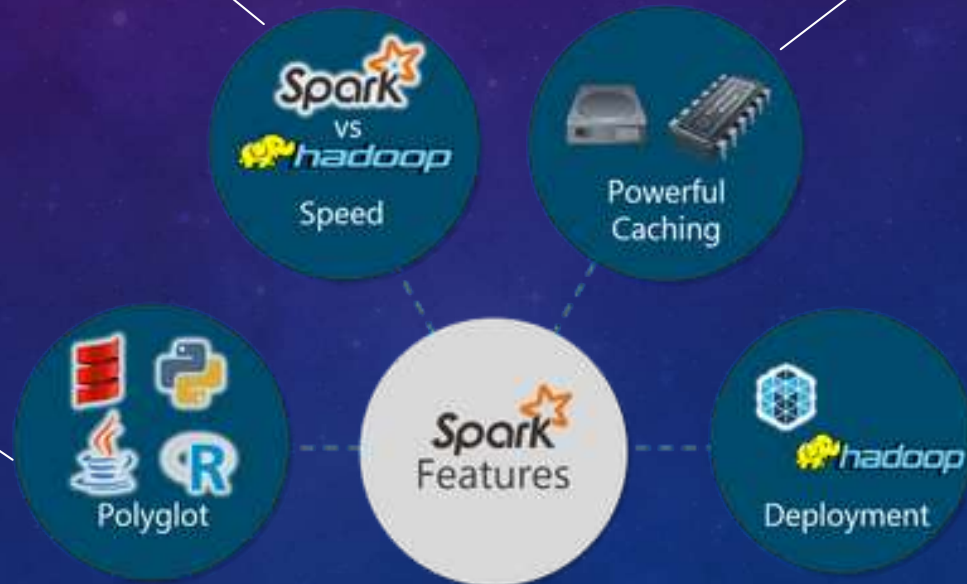 Spark
vs
hadoop
Speed
Powerful
Caching
R
Polyglot
Spark
Features
hadoop
Deployment